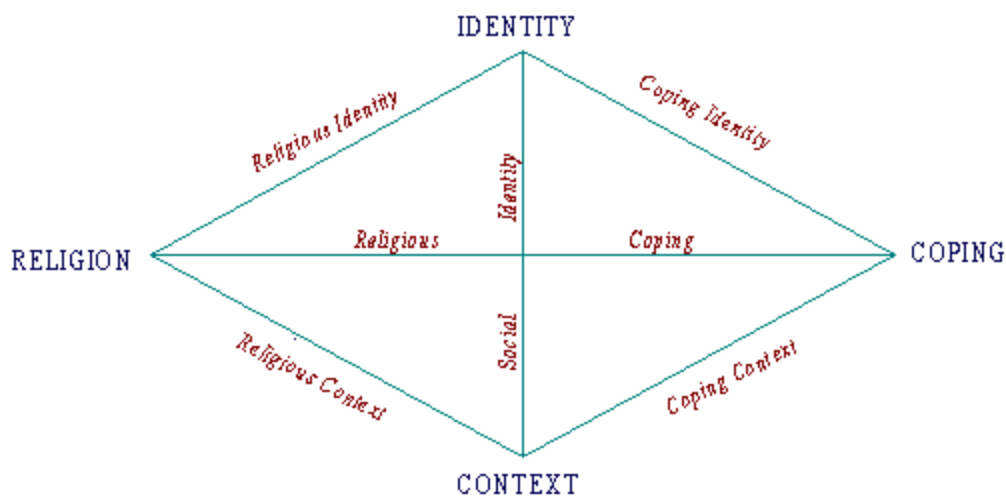 IDENTITY
Religious Identity
Coping Identity
Identity
RELIGION
Religious
Coping
COPING
Social
Religious Context
Coping Context
CONTEXT